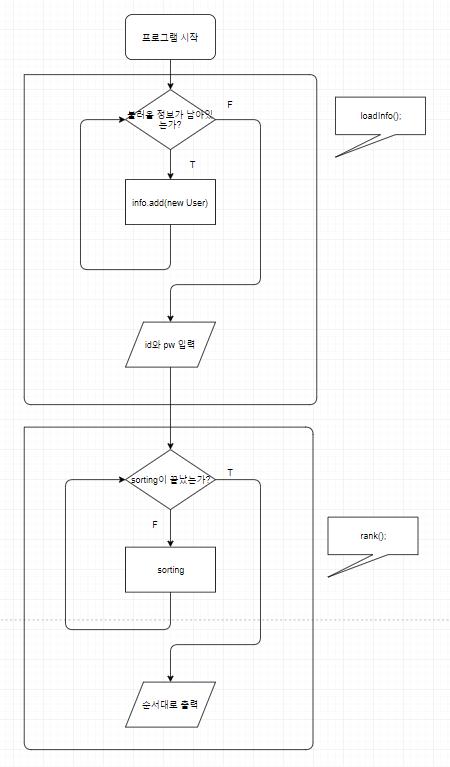 프로그램 시작
불러올 정보가 남아있
는가?
F
loadInfo();
T
info.add(new User)
id와 pw 입력
sorting이 끝났는가?
T
F
rank();
sorting
순서대로 출력